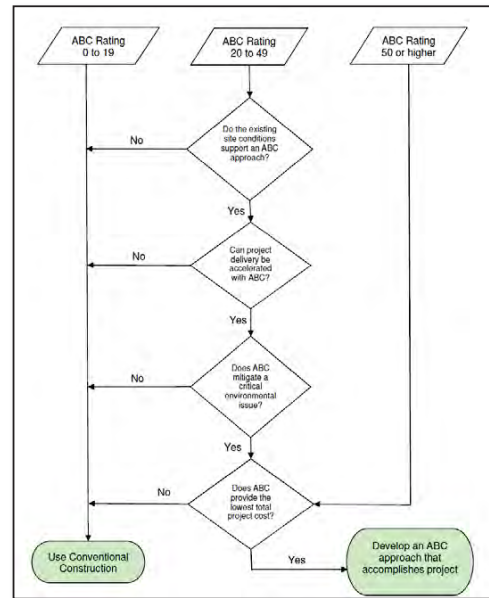 ABC Rating
0 to 19
ABC Rating
20 to 49
ABC Rating
50 or higher
Do the existing
site conditions
support an ABC
approach?
No
Yes
Can project
delivery be
accelerated
with ABC?
No
Yes
Does ABC
mitigate a
critical
environmental
issue?
No
Yes
Does ABC
provide the
lowest total
project cost?
No
Yes
Use Conventional
Construction
Develop an ABC
approach that
accomplishes project